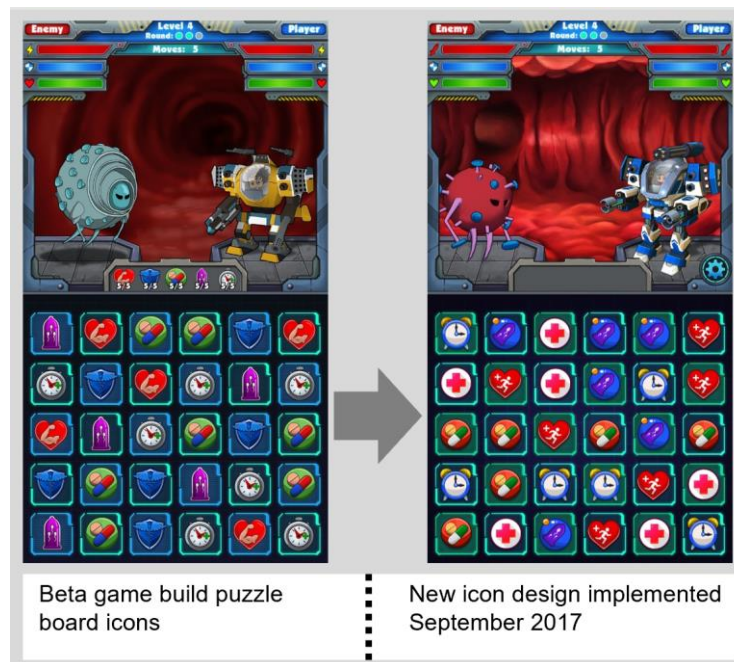 Enemy
Level 4
Player
Round:
Moves: 5
5/5 5/5 5/5 5/5 5/5
Enemy
Level 4
Player
Round:
Moves: 5
Beta game build puzzle
board icons
New icon design implemented
September 2017